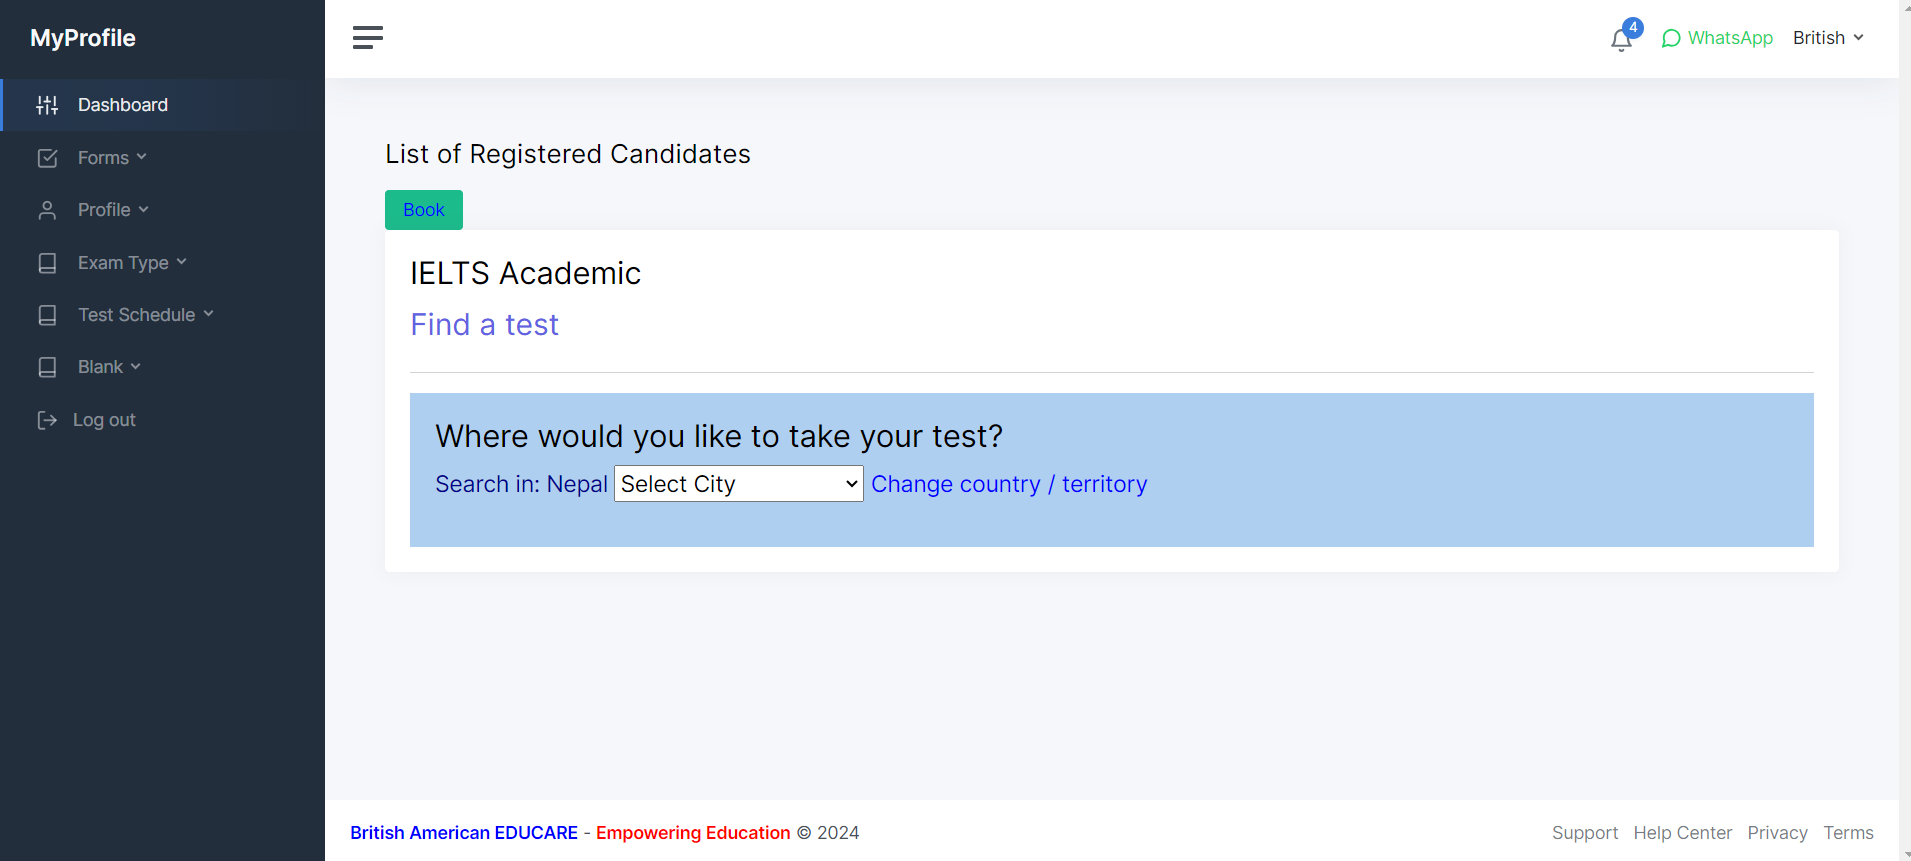 MyProfile
Dashboard
Forms
Profile
Exam Type
Test Schedule
Blank
Log out
4
WhatsApp
British
List of Registered Candidates
Book
IELTS Academic
Find a test
Where would you like to take your test?
Search in: Nepal Select City Change country / territory
British American EDUCARE - Empowering Education © 2024
Support Help Center Privacy Terms